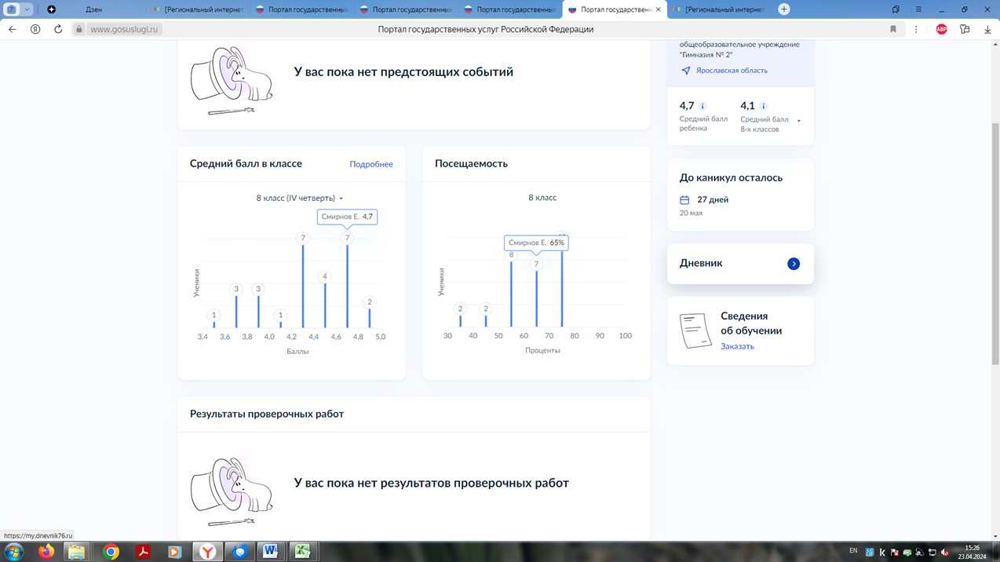 7
Дзен
[Региональный интернет
Портал государственных
Портал государственных
Портал государственных
Портал государственн
[Региональный интернет
www.gosuslugi.ru
Портал государственных услуг Российской Федерации
ABP
У вас пока нет предстоящих событий
общеобразовательное учреждение
"Гимназия № 2"
Ярославская область
4,7
4,1
Средний балл
ребенка
Средний балл
8-х классов
Средний балл в классе
Подробнее
8 класс (IV четверть)
Смирнов Е. 4,7
7
7
4
3
3
2
1
1
Ученики
3,4 3,6 3,8 4,0 4,2 4,4 4,6 4,8 5,0
Баллы
Посещаемость
8 класс
Смирнов Е. 65%
8
7
2
2
Ученики
30 40 50 60 70 80 90 100
Проценты
До каникул осталось
27 дней
20 мая
Дневник
Сведения
об обучении
Заказать
Результаты проверочных работ
У вас пока нет результатов проверочных работ
https://my.dnevnik76.ru
EN
15:26
23.04.2024